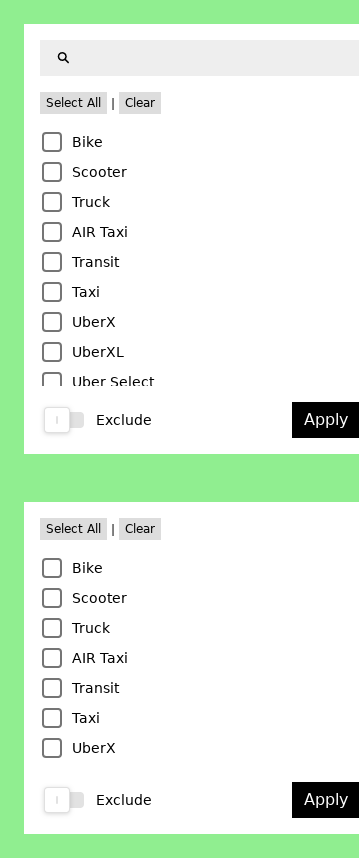 Select All | Clear
Bike
Scooter
Truck
AIR Taxi
Transit
Taxi
UberX
UberXL
Uber Select
Exclude
Apply
Select All | Clear
Bike
Scooter
Truck
AIR Taxi
Transit
Taxi
UberX
Exclude
Apply